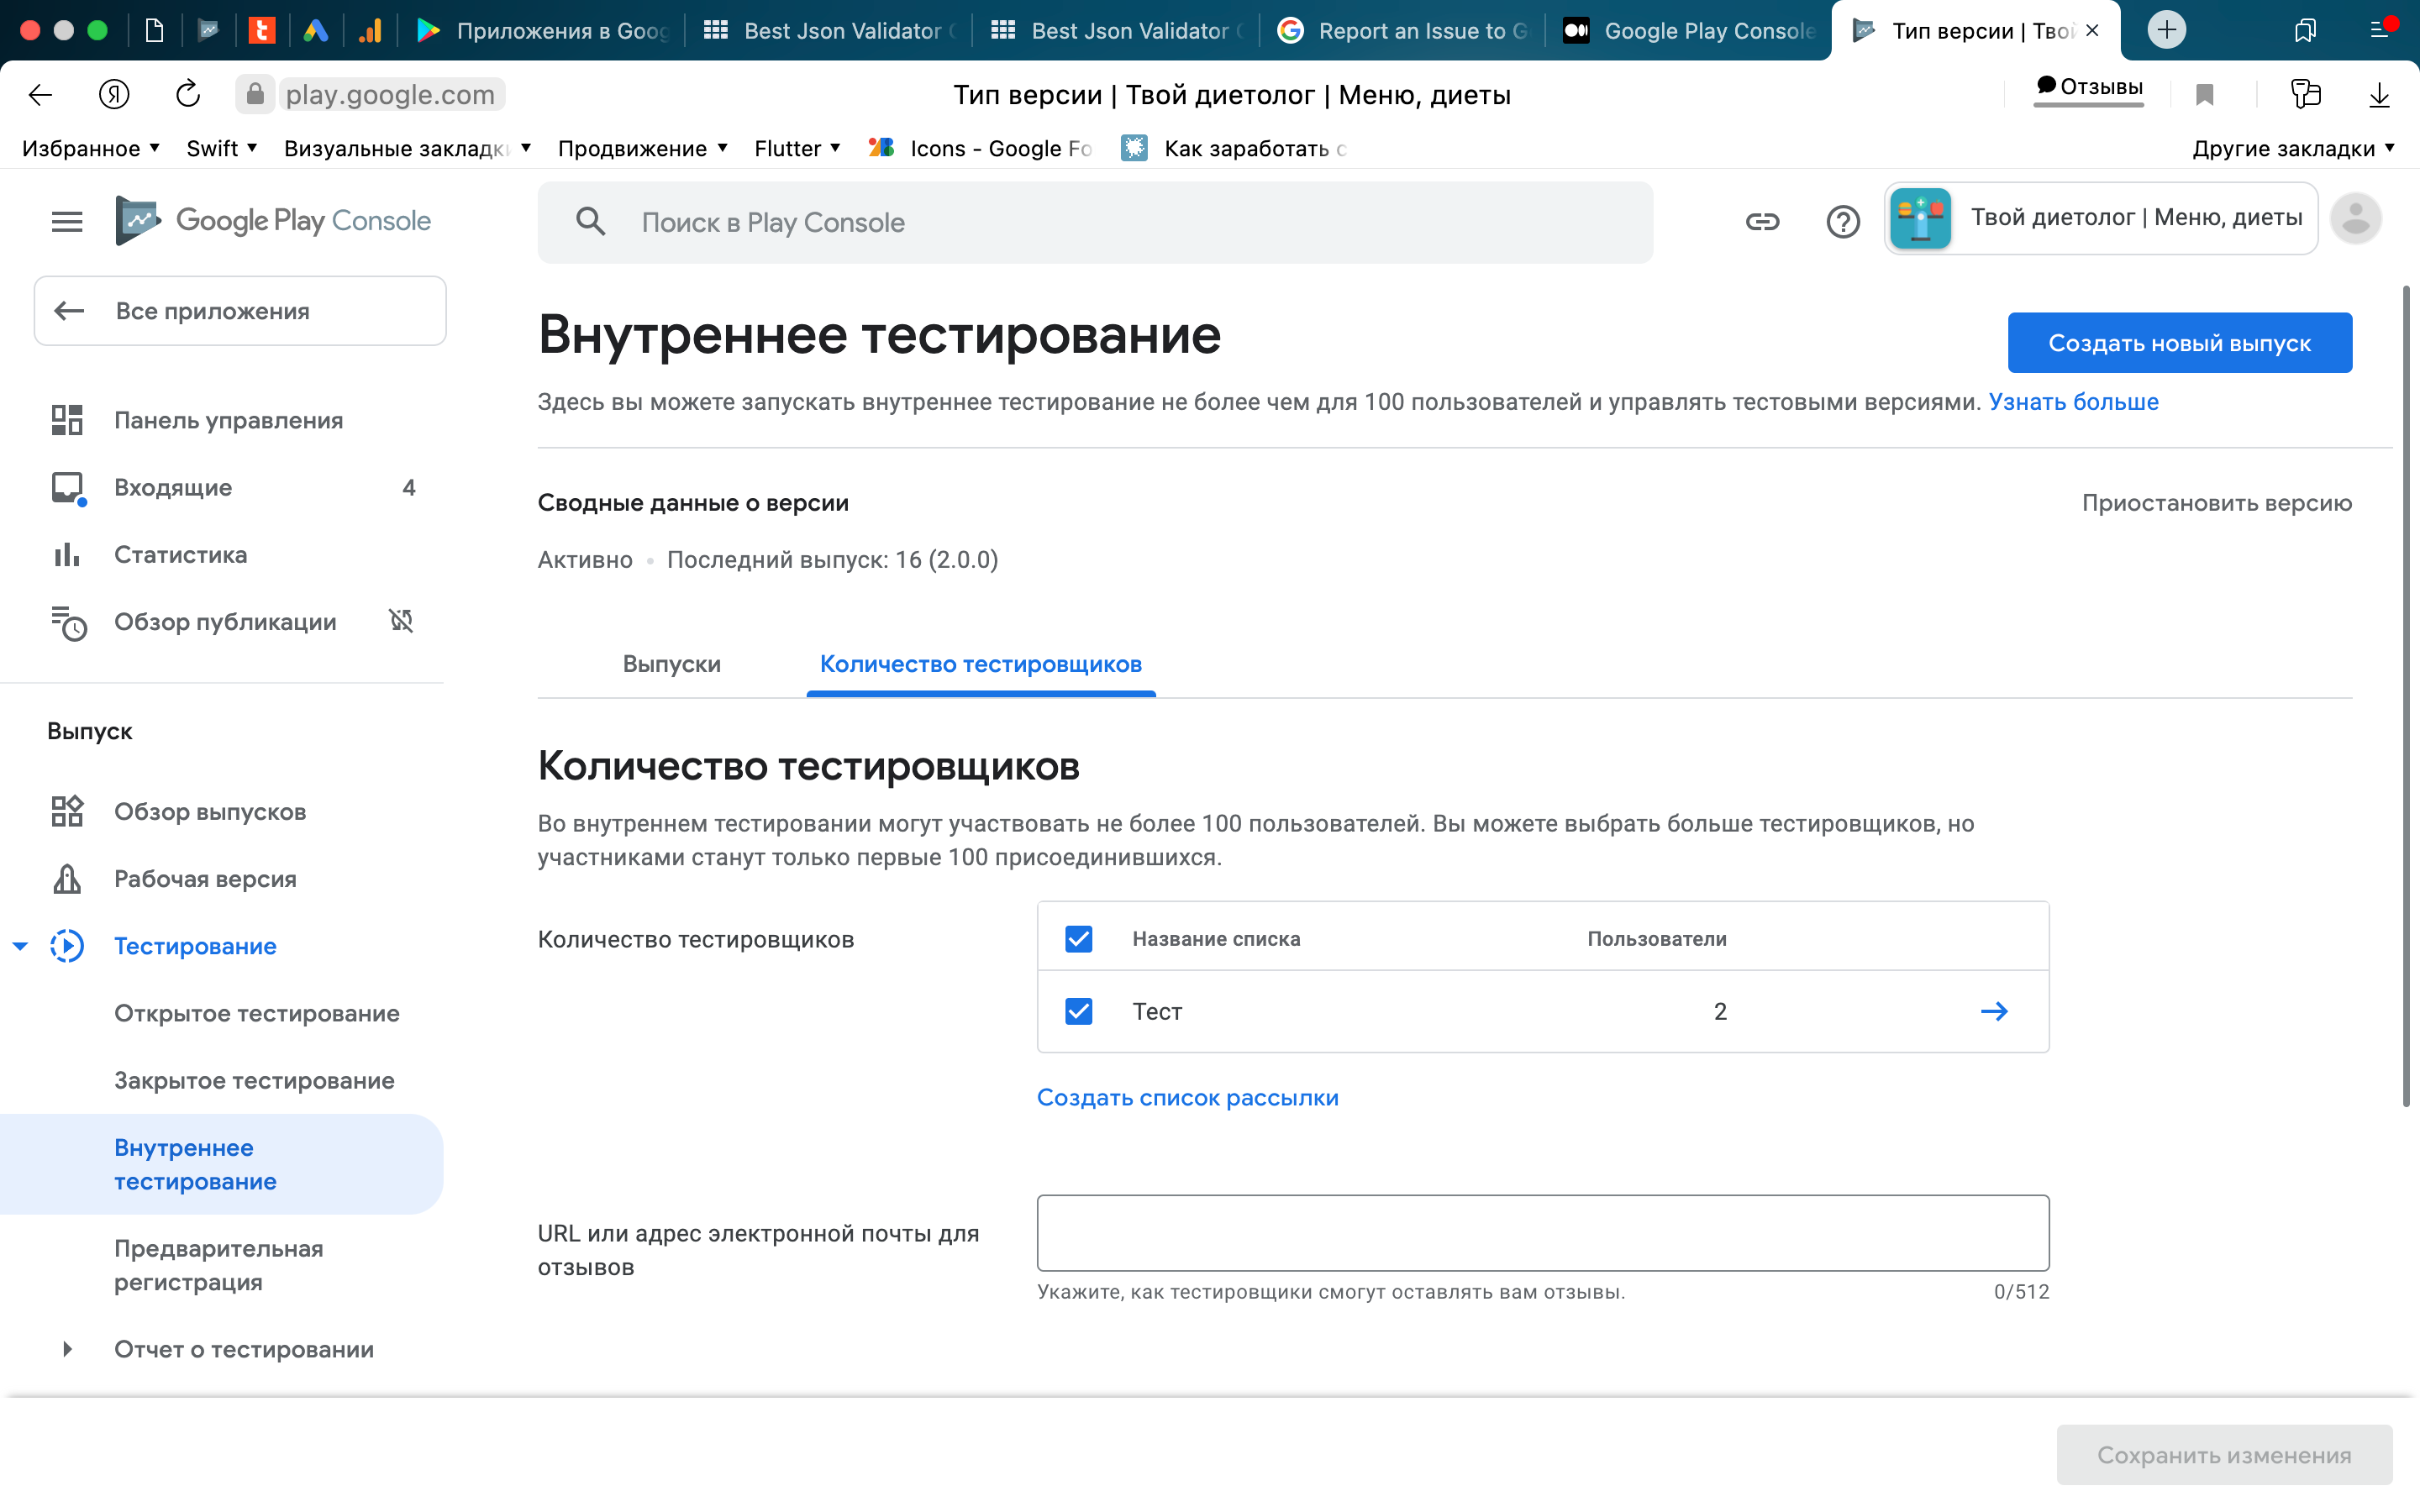 Приложения в Goog
Best Json Validator
Best Json Validator
Report an Issue to G
Google Play Console
Тип версии | Твой
play.google.com
Тип версии | Твой диетолог | Меню, диеты
Отзывы
Избранное
Swift
Визуальные закладки
Продвижение
Flutter
Icons - Google Fo
Как заработать с
Другие закладки
Google Play Console
Поиск в Play Console
Твой диетолог | Меню, диеты
Все приложения
Панель управления
Входящие 4
Статистика
Обзор публикации
Выпуск
Обзор выпусков
Рабочая версия
Тестирование
Открытое тестирование
Закрытое тестирование
Внутреннее
тестирование
Предварительная
регистрация
Отчет о тестировании
Внутреннее тестирование
Создать новый выпуск
Здесь вы можете запускать внутреннее тестирование не более чем для 100 пользователей и управлять тестовыми версиями. Узнать больше
Сводные данные о версии
Приостановить версию
Активно • Последний выпуск: 16 (2.0.0)
Выпуски
Количество тестировщиков
Количество тестировщиков
Во внутреннем тестировании могут участвовать не более 100 пользователей. Вы можете выбрать больше тестировщиков, но
участниками станут только первые 100 присоединившихся.
Количество тестировщиков
Название списка Пользователи
Тест 2
Создать список рассылки
URL или адрес электронной почты для
отзывов
Укажите, как тестировщики смогут оставлять вам отзывы.
0/512
Сохранить изменения